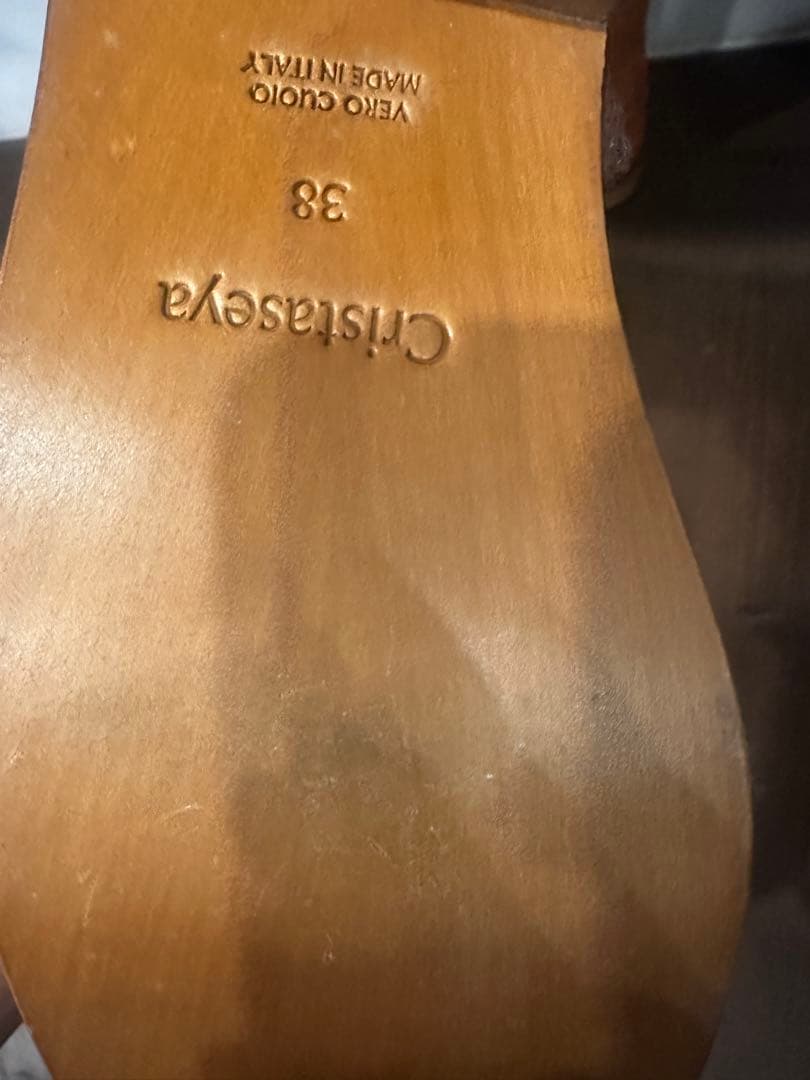 Cristaseya
38
VERO CUOIO
MADE IN ITALY